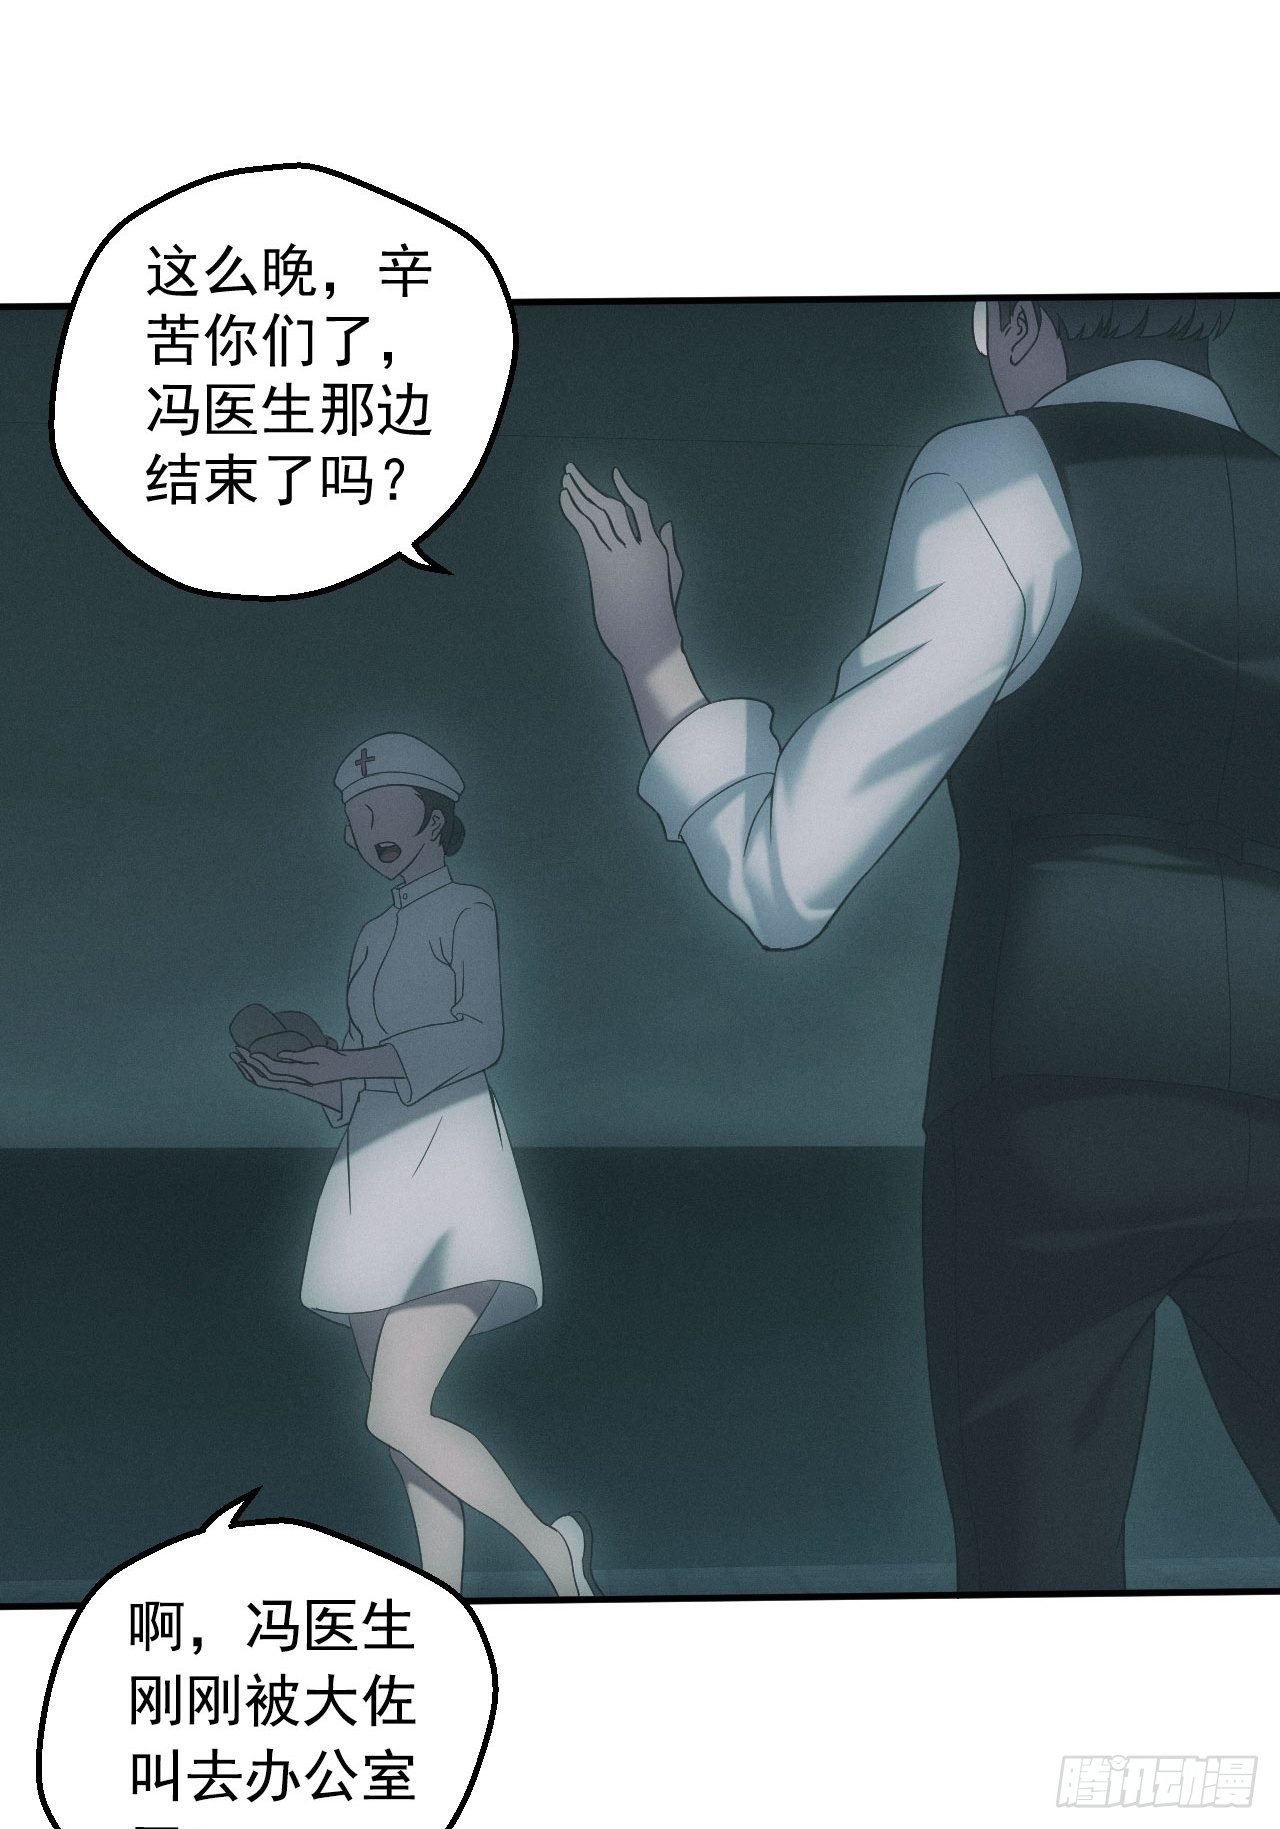 这么晚，辛
苦你们了，
冯医生那边
结束了吗？
啊，冯医生
刚刚被大佐
叫去办公室
腾讯动漫